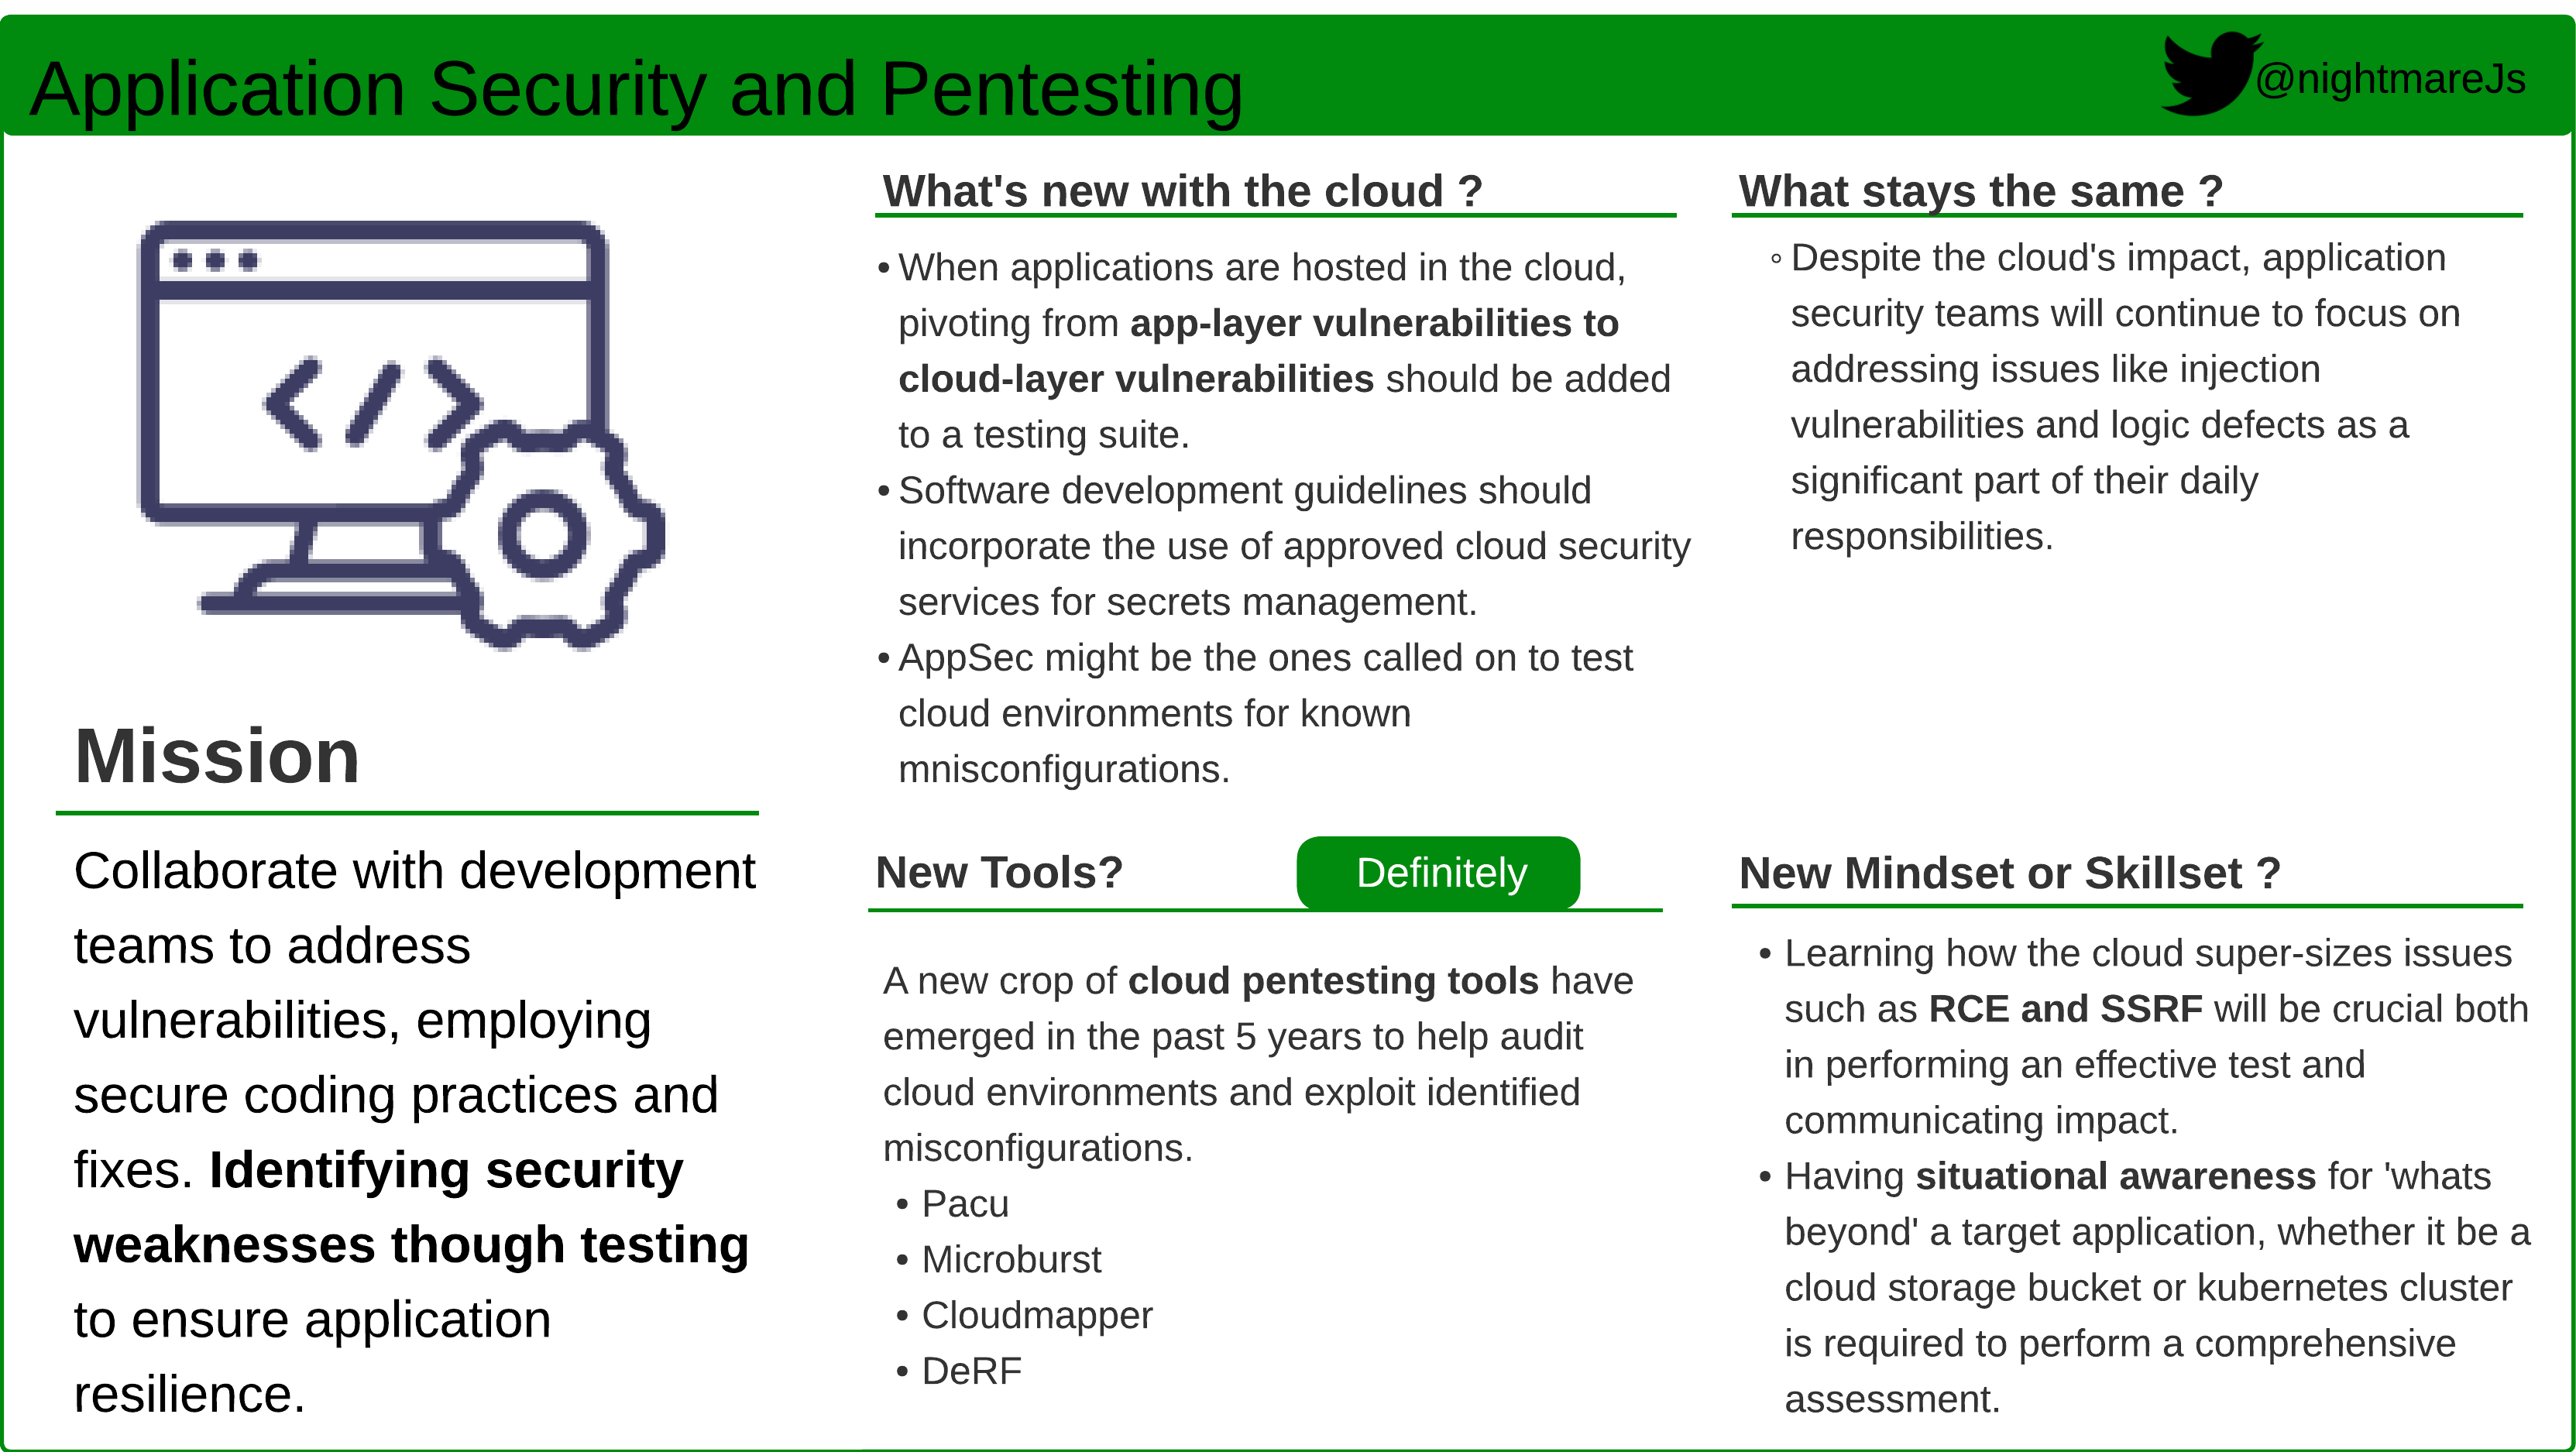 Application Security and Pentesting
@nightmareJs
</>
Mission
Collaborate with development
teams to address
vulnerabilities, employing
secure coding practices and
fixes. Identifying security
weaknesses though testing
to ensure application
resilience.
What's new with the cloud ?
• When applications are hosted in the cloud,
pivoting from app-layer vulnerabilities to
cloud-layer vulnerabilities should be added
to a testing suite.
• Software development guidelines should
incorporate the use of approved cloud security
services for secrets management.
• AppSec might be the ones called on to test
cloud environments for known
mnisconfigurations.
What stays the same ?
◦ Despite the cloud's impact, application
security teams will continue to focus on
addressing issues like injection
vulnerabilities and logic defects as a
significant part of their daily
responsibilities.
New Tools?
Definitely
A new crop of cloud pentesting tools have
emerged in the past 5 years to help audit
cloud environments and exploit identified
misconfigurations.
• Pacu
• Microburst
• Cloudmapper
• DeRF
New Mindset or Skillset ?
• Learning how the cloud super-sizes issues
such as RCE and SSRF will be crucial both
in performing an effective test and
communicating impact.
• Having situational awareness for 'whats
beyond' a target application, whether it be a
cloud storage bucket or kubernetes cluster
is required to perform a comprehensive
assessment.